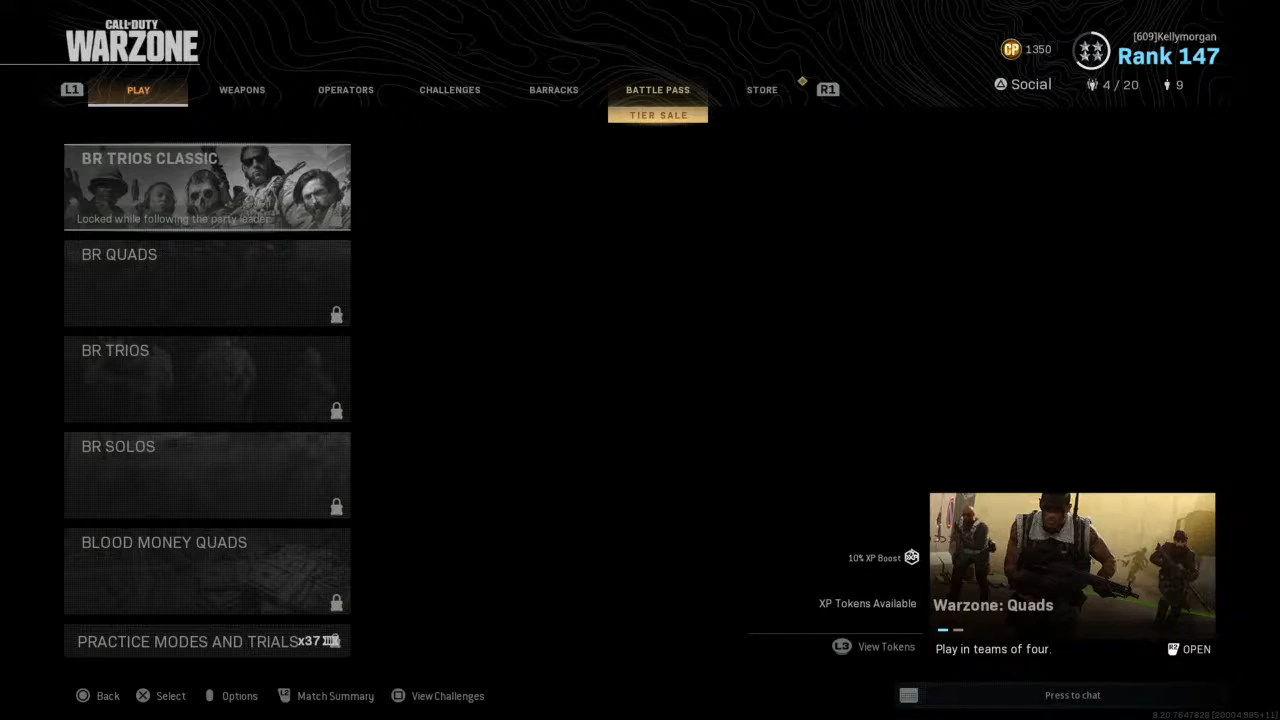 CALL OF DUTY
WARZONE
CP 1350
[609]Kellymorgan
Rank 147
Social
4 / 20
9
L1
PLAY
WEAPONS
OPERATORS
CHALLENGES
BARRACKS
BATTLE PASS
STORE
R1
TIER SALE
BR TRIOS CLASSIC
Locked while following the party leader
BR QUADS
BR TRIOS
BR SOLOS
BLOOD MONEY QUADS
PRACTICE MODES AND TRIALS x37
10% XP Boost
XP Tokens Available
L3 View Tokens
Warzone: Quads
Play in teams of four.
R2 OPEN
Back
Select
Options
L2 Match Summary
View Challenges
Press to chat